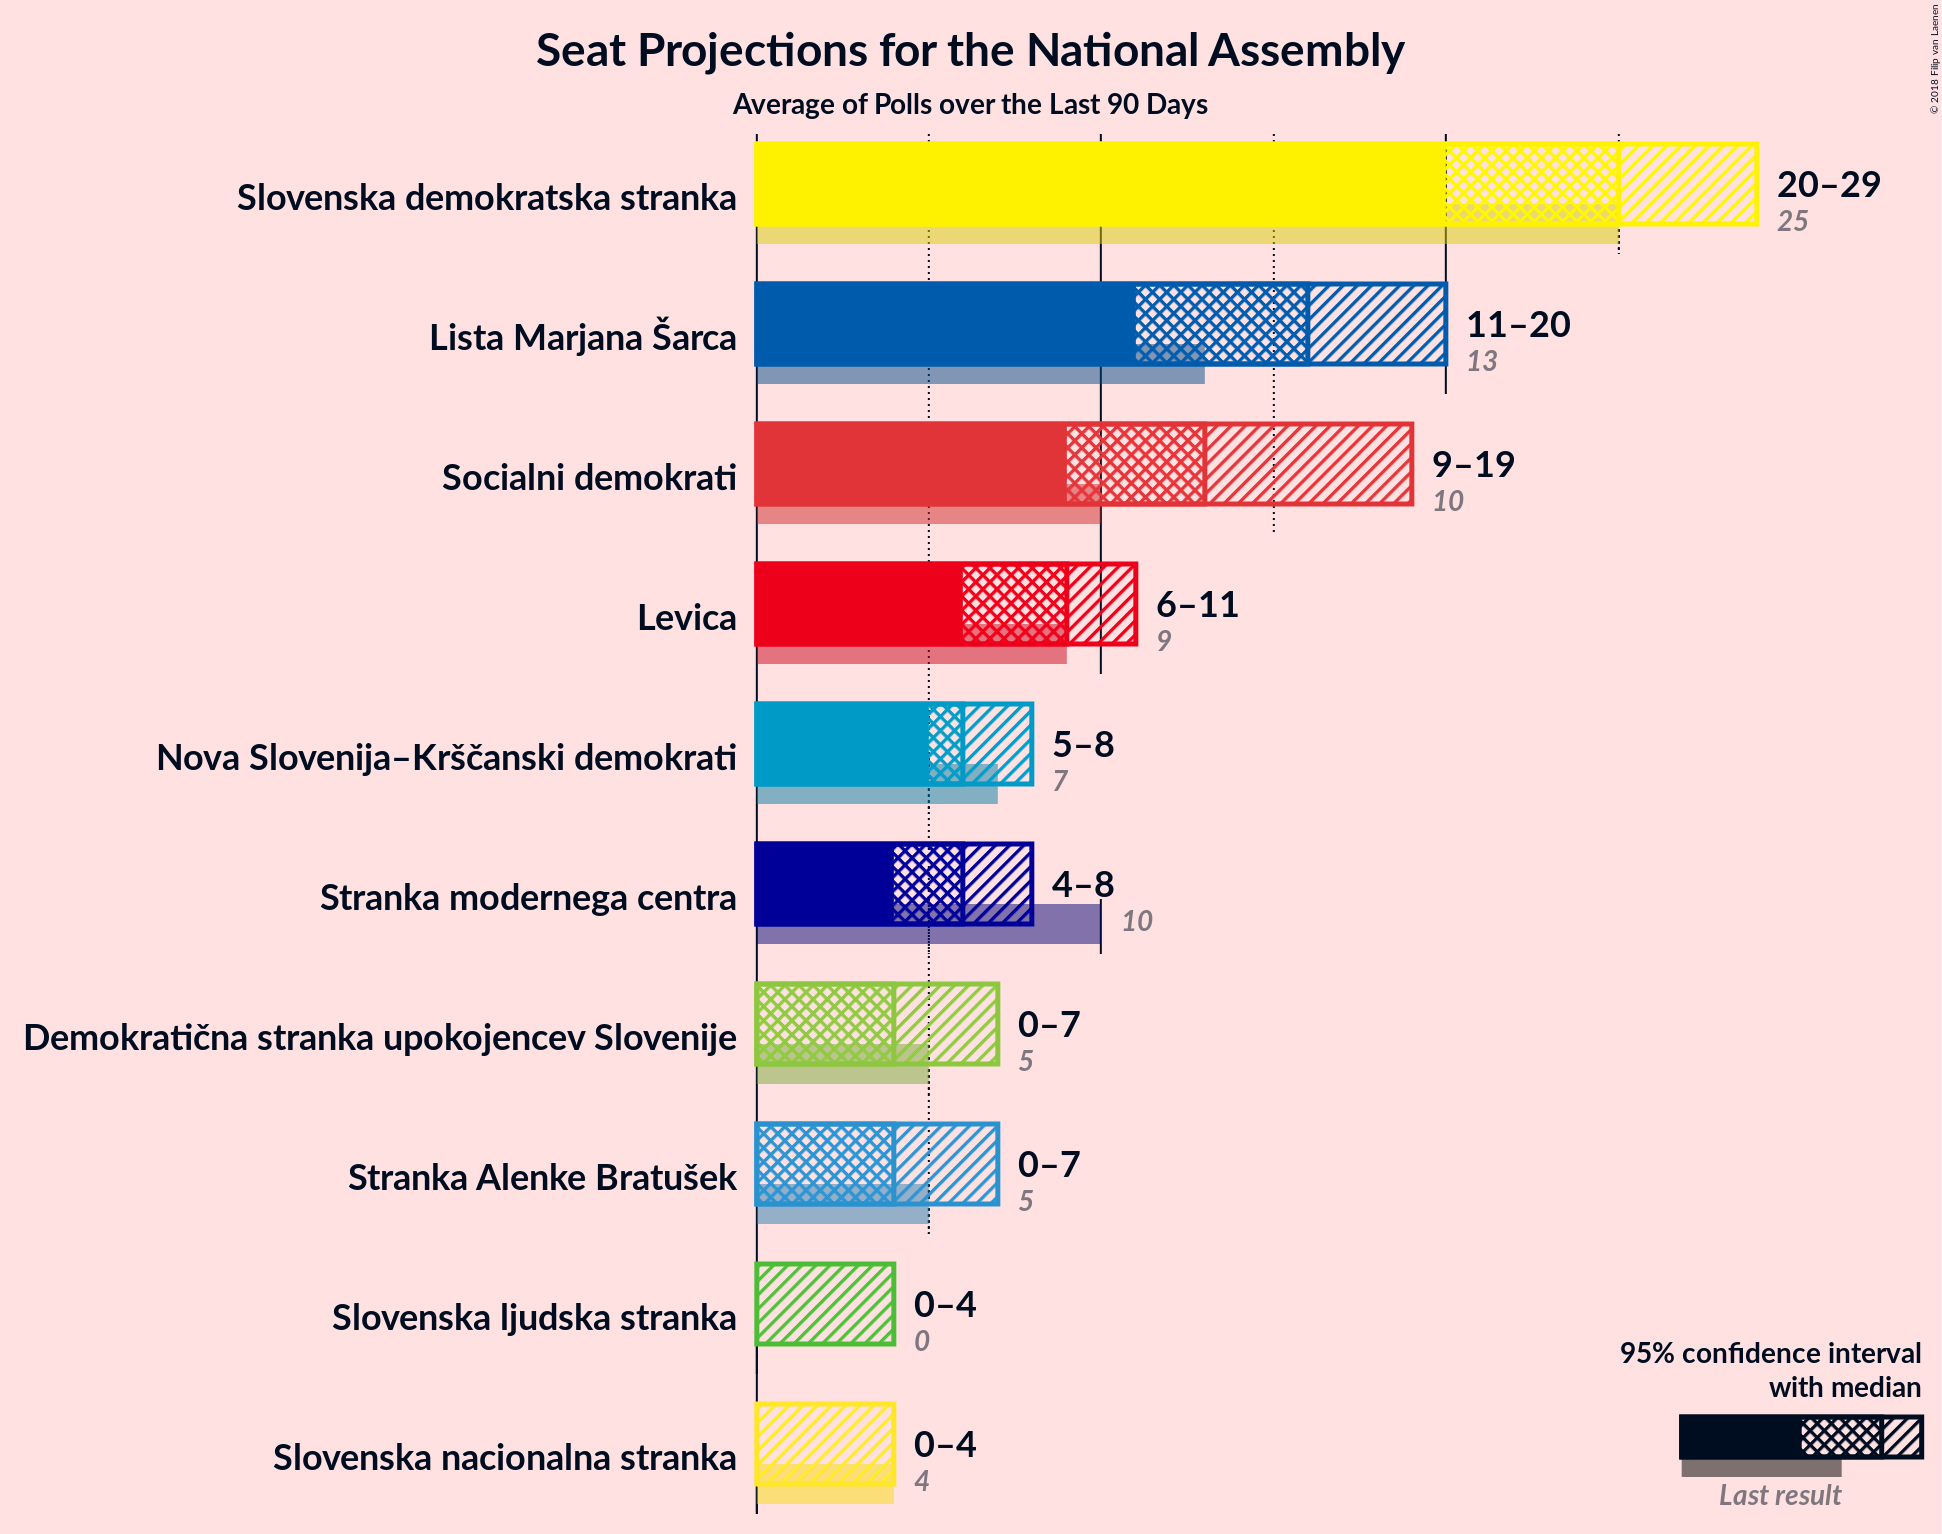 Seat Projections for the National Assembly
Average of Polls over the Last 90 Days
© 2018 Filip van Laenen
Slovenska demokratska stranka
20–29
25
Lista Marjana Šarca
11–20
13
Socialni demokrati
9–19
10
Levica
6–11
9
Nova Slovenija–Krščanski demokrati
5–8
7
Stranka modernega centra
4–8
10
Demokratična stranka upokojencev Slovenije
0–7
5
Stranka Alenke Bratušek
0–7
5
Slovenska ljudska stranka
0–4
0
Slovenska nacionalna stranka
0–4
4
95% confidence interval
with median
Last result